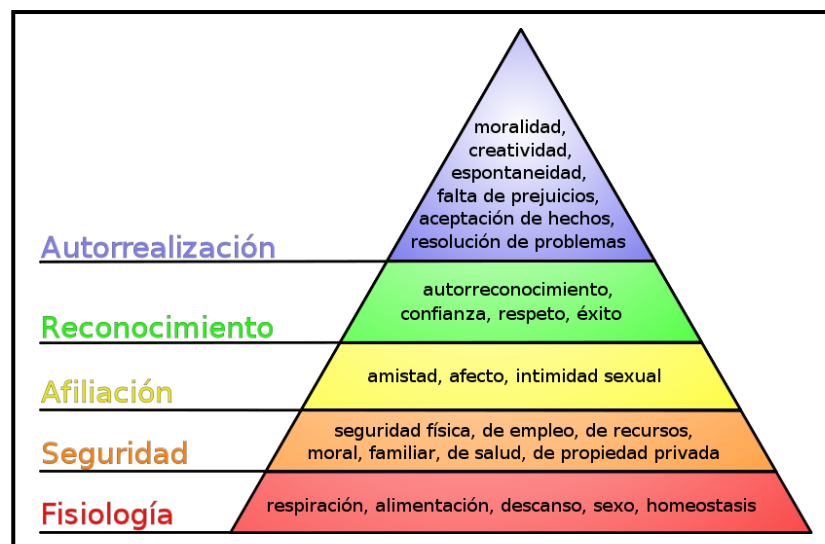 moralidad,
creatividad,
espontaneidad,
falta de prejuicios,
aceptación de hechos,
resolución de problemas
Autorrealización
autorreconocimiento,
confianza, respeto, éxito
Reconocimiento
amistad, afecto, intimidad sexual
Afiliación
seguridad física, de empleo, de recursos,
moral, familiar, de salud, de propiedad privada
Seguridad
respiración, alimentación, descanso, sexo, homeostasis
Fisiología